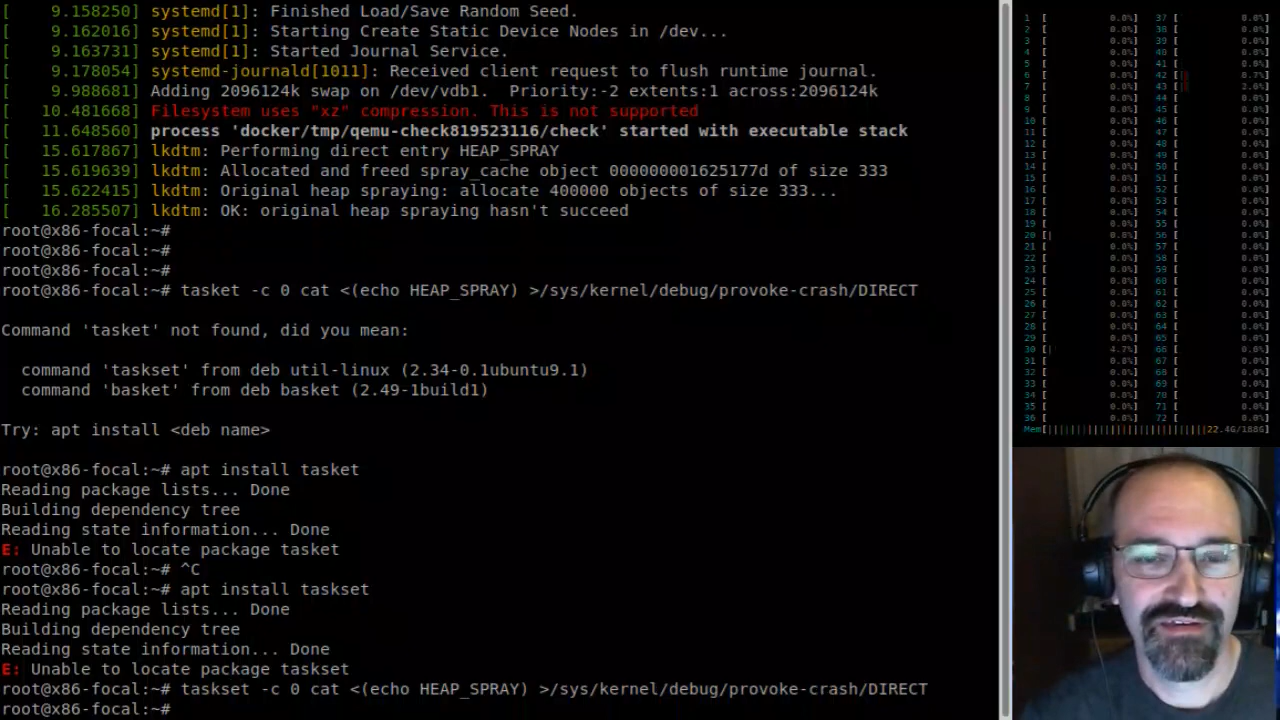 [    9.158250] systemd[1]: Finished Load/Save Random Seed.
[    9.162016] systemd[1]: Starting Create Static Device Nodes in /dev...
[    9.163731] systemd[1]: Started Journal Service.
[    9.178054] systemd-journald[1011]: Received client request to flush runtime journal.
[    9.988681] Adding 2096124k swap on /dev/vdb1.  Priority:-2 extents:1 across:2096124k
[   10.481668] Filesystem uses "xz" compression. This is not supported
[   11.648560] process 'docker/tmp/qemu-check819523116/check' started with executable stack
[   15.617867] lkdtm: Performing direct entry HEAP_SPRAY
[   15.619639] lkdtm: Allocated and freed spray_cache object 000000001625177d of size 333
[   15.622415] lkdtm: Original heap spraying: allocate 400000 objects of size 333...
[   16.285507] lkdtm: OK: original heap spraying hasn't succeed
root@x86-focal:~#
root@x86-focal:~#
root@x86-focal:~#
root@x86-focal:~# tasket -c 0 cat <(echo HEAP_SPRAY) >/sys/kernel/debug/provoke-crash/DIRECT
Command 'tasket' not found, did you mean:
command 'taskset' from deb util-linux (2.34-0.1ubuntu9.1)
command 'basket' from deb basket (2.49-1build1)
Try: apt install <deb name>
root@x86-focal:~# apt install tasket
Reading package lists... Done
Building dependency tree
Reading state information... Done
E: Unable to locate package tasket
root@x86-focal:~# ^C
root@x86-focal:~# apt install taskset
Reading package lists... Done
Building dependency tree
Reading state information... Done
E: Unable to locate package taskset
root@x86-focal:~# taskset -c 0 cat <(echo HEAP_SPRAY) >/sys/kernel/debug/provoke-crash/DIRECT
root@x86-focal:~#
Mem[22.4G/188G]